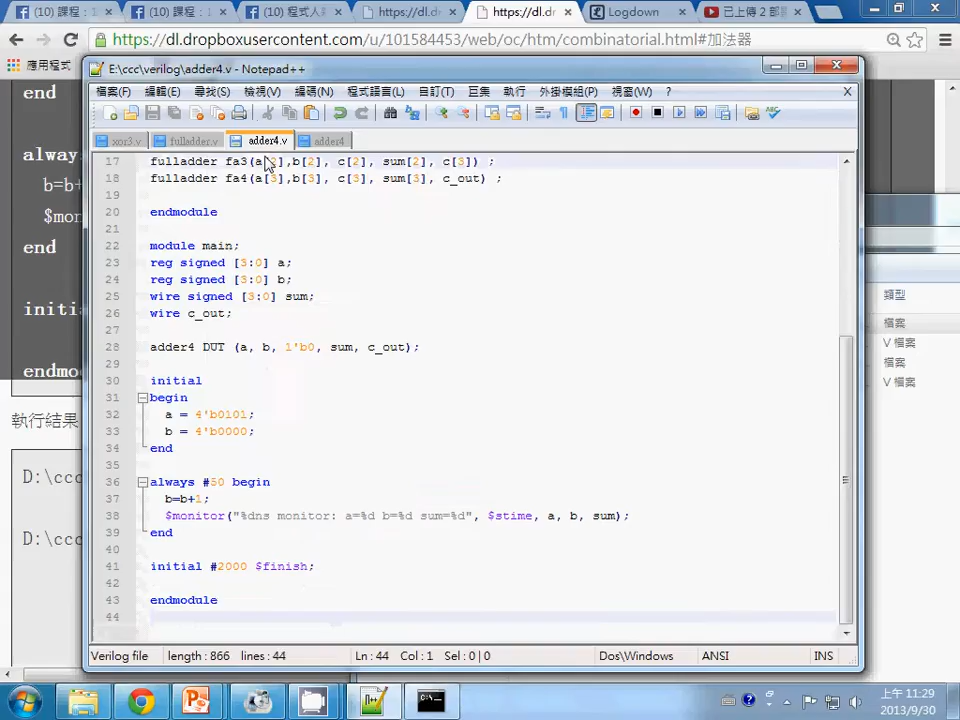 (10) 課程：1
(10) 課程：1
(10) 程式人
https://dl.d
https://dl.d
Logdown
已上傳 2 部
https://dl.dropboxusercontent.com/u/101584453/web/oc/htm/combinatorial.html#加法器
應用程式
E:\ccc\verilog\adder4.v - Notepad++
檔案(F) 編輯(E) 尋找(S) 檢視(V) 編碼(N) 程式語言(L) 自訂(T) 巨集 執行 外掛模組(P) 視窗(W) ? X
xor3.v fulladder.v adder4.v adder4
17 fulladder fa3(a[2],b[2], c[2], sum[2], c[3]) ;
18 fulladder fa4(a[3],b[3], c[3], sum[3], c_out) ;
19
20 endmodule
21
22 module main;
23 reg signed [3:0] a;
24 reg signed [3:0] b;
25 wire signed [3:0] sum;
26 wire c_out;
27
28 adder4 DUT (a, b, 1'b0, sum, c_out);
29
30 initial
31 begin
32 a = 4'b0101;
33 b = 4'b0000;
34 end
35
36 always #50 begin
37 b=b+1;
38 $monitor("%dns monitor: a=%d b=%d sum=%d", $stime, a, b, sum);
39 end
40
41 initial #2000 $finish;
42
43 endmodule
44
Verilog file length : 866 lines : 44 Ln : 44 Col : 1 Sel : 0 | 0 Dos\Windows ANSI INS
end
alway
b=b+
$mon
end
initi
endmo
執行結果
D:\ccc
D:\ccc
類型
檔案
V 檔案
檔案
V 檔案
上午 11:29
2013/9/30